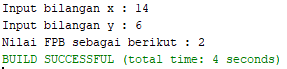 Input bilangan x : 14
Input bilangan y : 6
Nilai FPB sebagai berikut : 2
BUILD SUCCESSFUL (total time: 4 seconds)